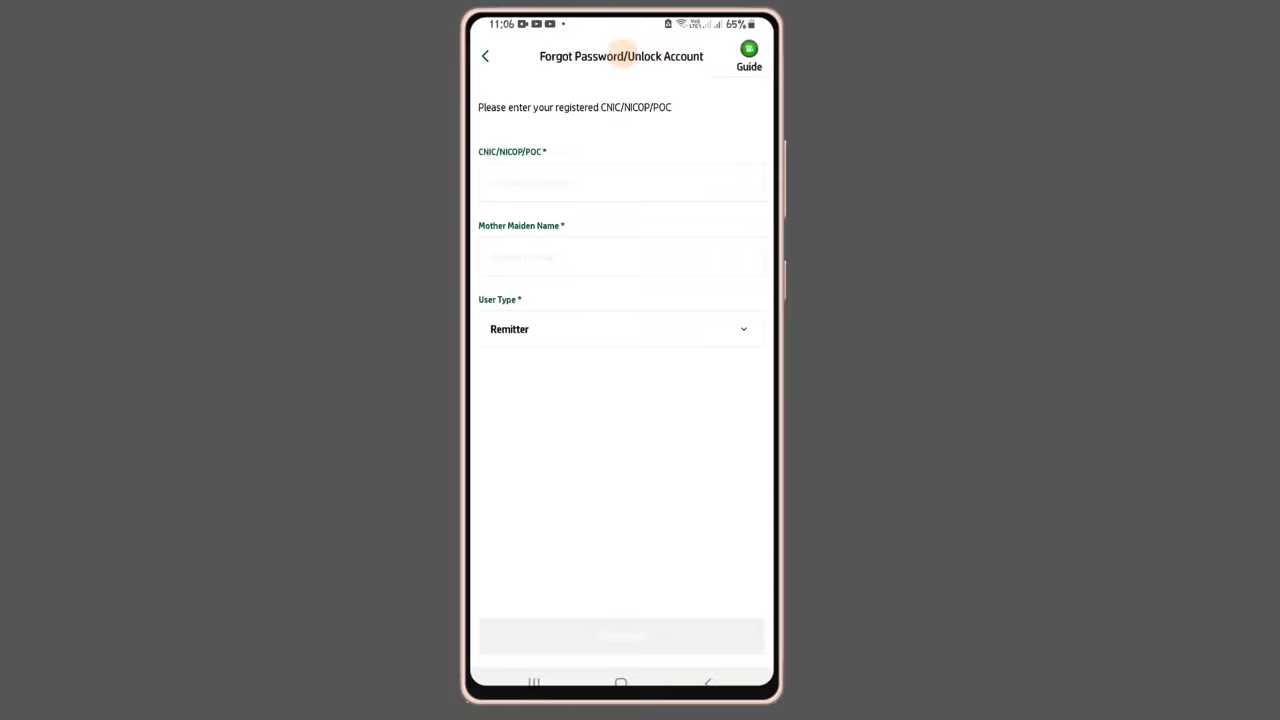 11:06 65%
Forgot Password/Unlock Account
Guide
Please enter your registered CNIC/NICOP/POC
CNIC/NICOP/POC *
Mother Maiden Name *
User Type *
Remitter